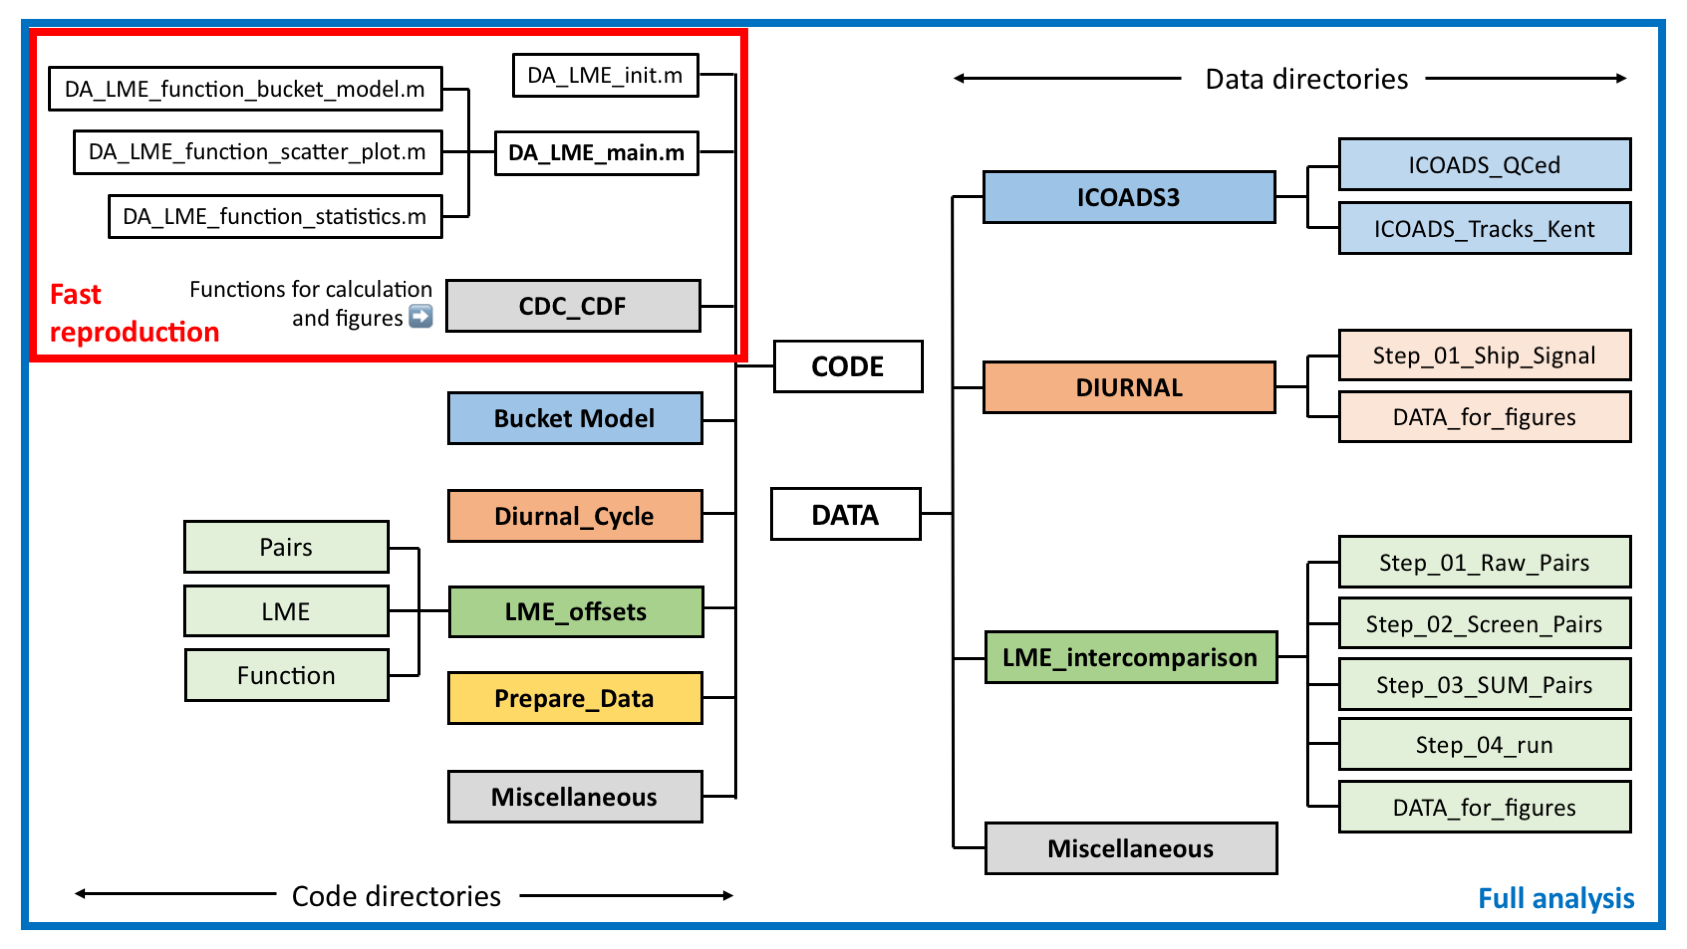 DA_LME_init.m
DA_LME_function_bucket_model.m
DA_LME_function_scatter_plot.m
DA_LME_main.m
DA_LME_function_statistics.m
Fast
reproduction
Functions for calculation
and figures ➡
CDC_CDF
CODE
Bucket Model
Diurnal_Cycle
Pairs
LME
Function
LME_offsets
Prepare_Data
Miscellaneous
Code directories
Data directories
DATA
ICOADS3
ICOADS_QCed
ICOADS_Tracks_Kent
DIURNAL
Step_01_Ship_Signal
DATA_for_figures
LME_intercomparison
Step_01_Raw_Pairs
Step_02_Screen_Pairs
Step_03_SUM_Pairs
Step_04_run
DATA_for_figures
Miscellaneous
Full analysis